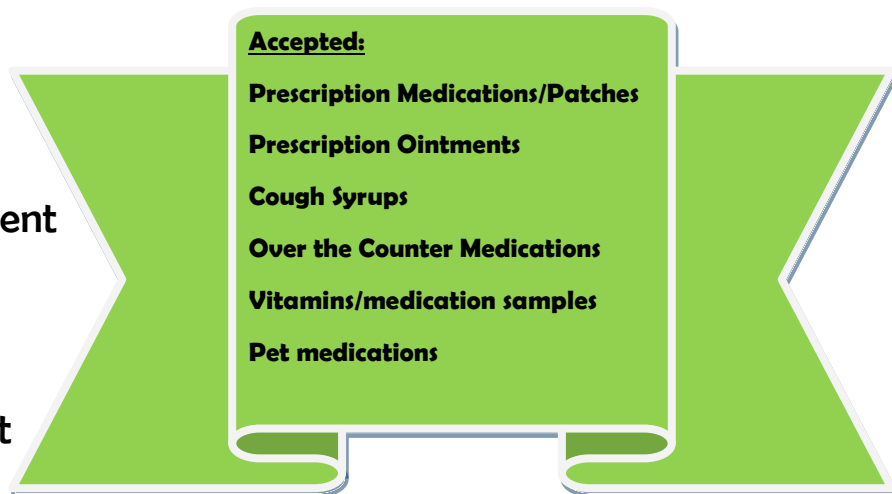 Accepted:
Prescription Medications/Patches
Prescription Ointments
Cough Syrups
Over the Counter Medications
Vitamins/medication samples
Pet medications